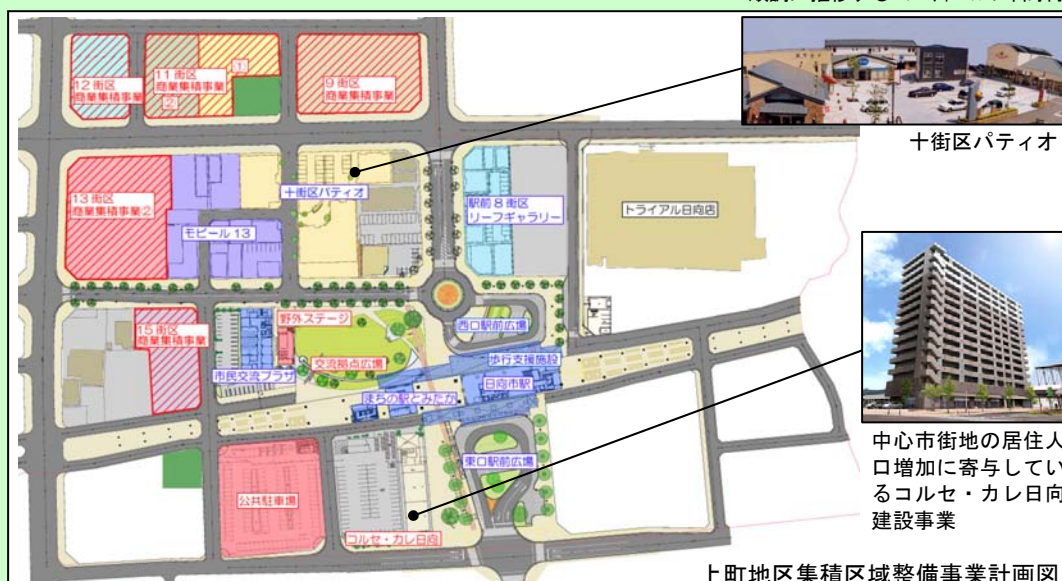 12街区
商業集積事業
11街区
商業集積事業
1
2
9街区
商業集積事業
十街区パティオ
13街区
商業集積事業2
モビール13
十街区パティオ
駅前8街区
リーフギャラリー
トライアル日向店
15街区
商業集積事業
野外ステージ
西口駅前広場
交流拠点広場
歩行支援施設
市民交流プラザ
日向市駅
まちの駅とみたか
東口駅前広場
公共駐車場
コルセ・カレ日向
中心市街地の居住人
口増加に寄与してい
るコルセ・カレ日向
建設事業
上町地区集積区域整備事業計画図